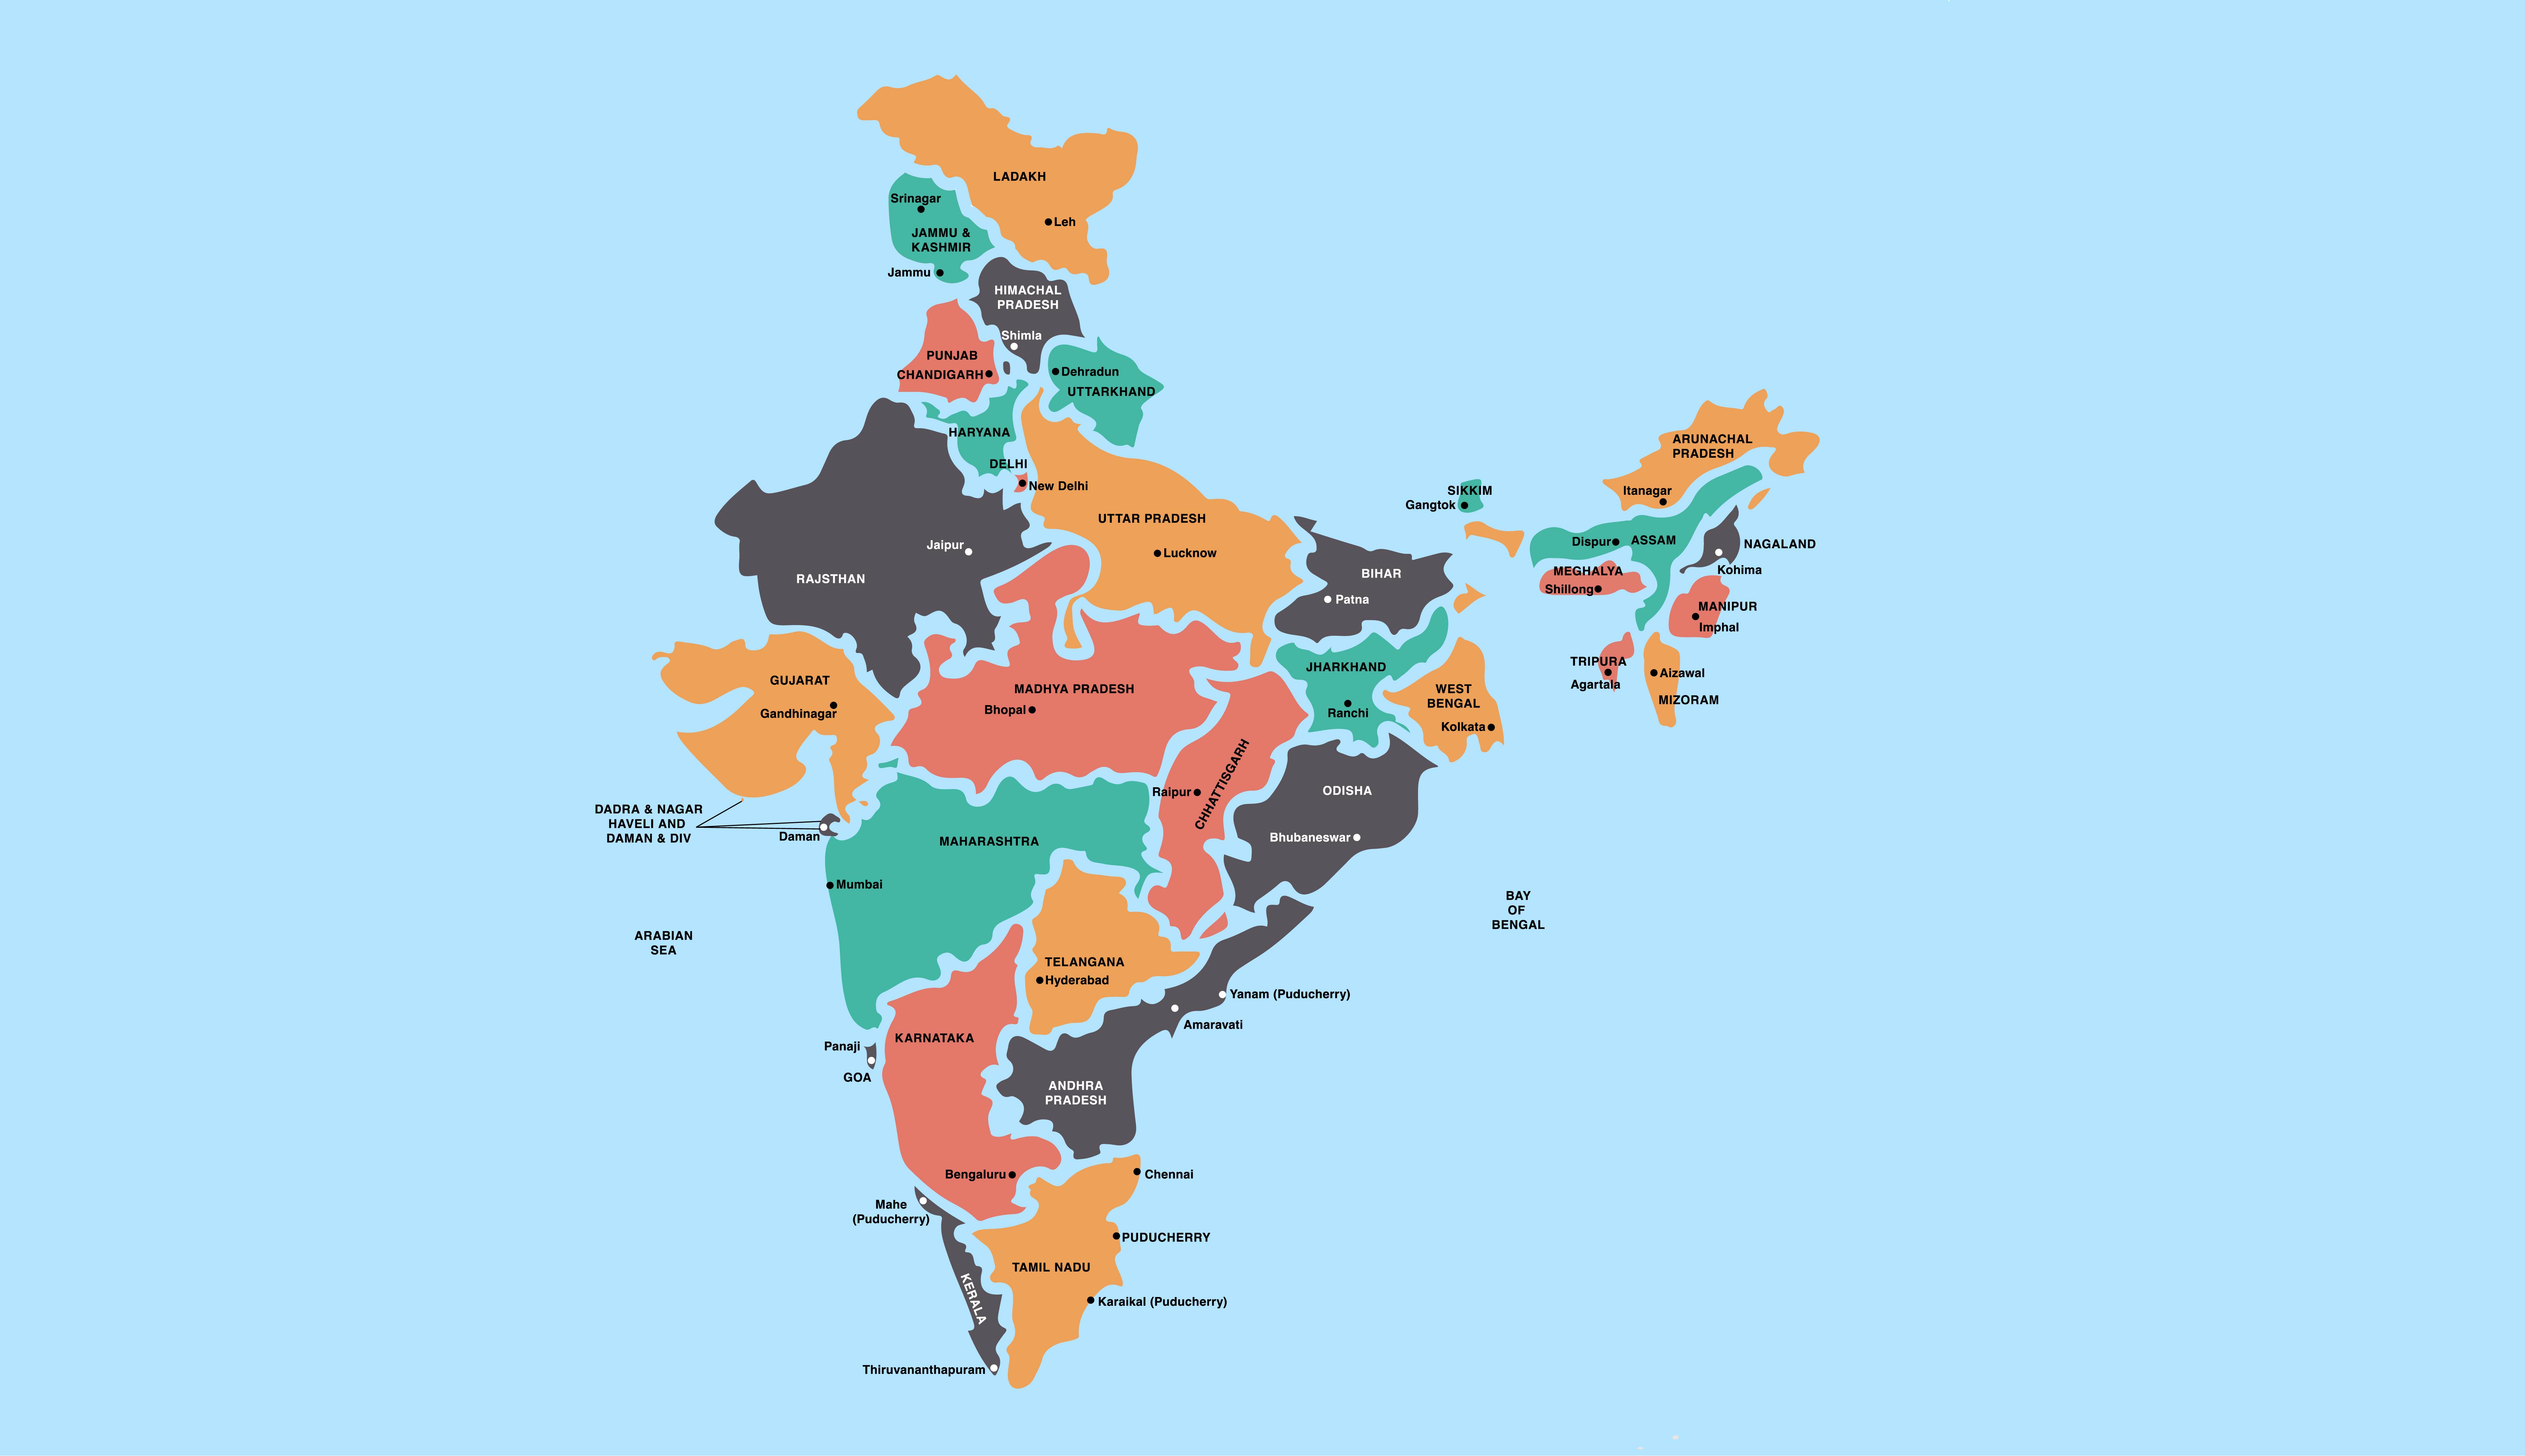 LADAKH
Leh
Srinagar
JAMMU &
KASHMIR
Jammu
HIMACHAL
PRADESH
Shimla
PUNJAB
CHANDIGARH
Dehradun
UTTARKHAND
HARYANA
DELHI
New Delhi
UTTAR PRADESH
Lucknow
Jaipur
RAJSTHAN
BIHAR
Patna
SIKKIM
Gangtok
ARUNACHAL
PRADESH
Itanagar
Dispur
ASSAM
NAGALAND
Kohima
MEGHALYA
Shillong
MANIPUR
Imphal
TRIPURA
Agartala
Aizawal
MIZORAM
GUJARAT
Gandhinagar
MADHYA PRADESH
Bhopal
JHARKHAND
Ranchi
WEST
BENGAL
Kolkata
CHHATTISGARH
Raipur
ODISHA
Bhubaneswar
DADRA & NAGAR
HAVELI AND
DAMAN & DIV
Daman
MAHARASHTRA
Mumbai
ARABIAN
SEA
BAY
OF
BENGAL
TELANGANA
Hyderabad
Yanam (Puducherry)
Amaravati
KARNATAKA
Panaji
GOA
ANDHRA
PRADESH
Bengaluru
Chennai
Mahe
(Puducherry)
PUDUCHERRY
TAMIL NADU
KERALA
Karaikal (Puducherry)
Thiruvananthapuram